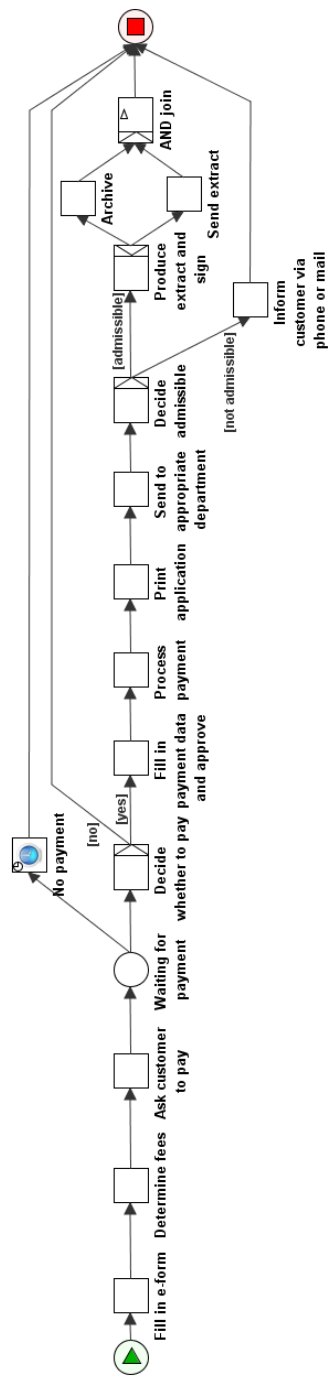 Fill in e-form
Determine fees
Ask customer
to pay
Waiting for
payment
No payment
Decide
whether to pay
[no]
[yes]
Fill in
payment data
and approve
Process
payment
Print
application
Send to
appropriate
department
Decide
admissible
[admissible]
[not admissible]
Produce
extract and
sign
Inform
customer via
phone or mail
Archive
Send extract
AND join